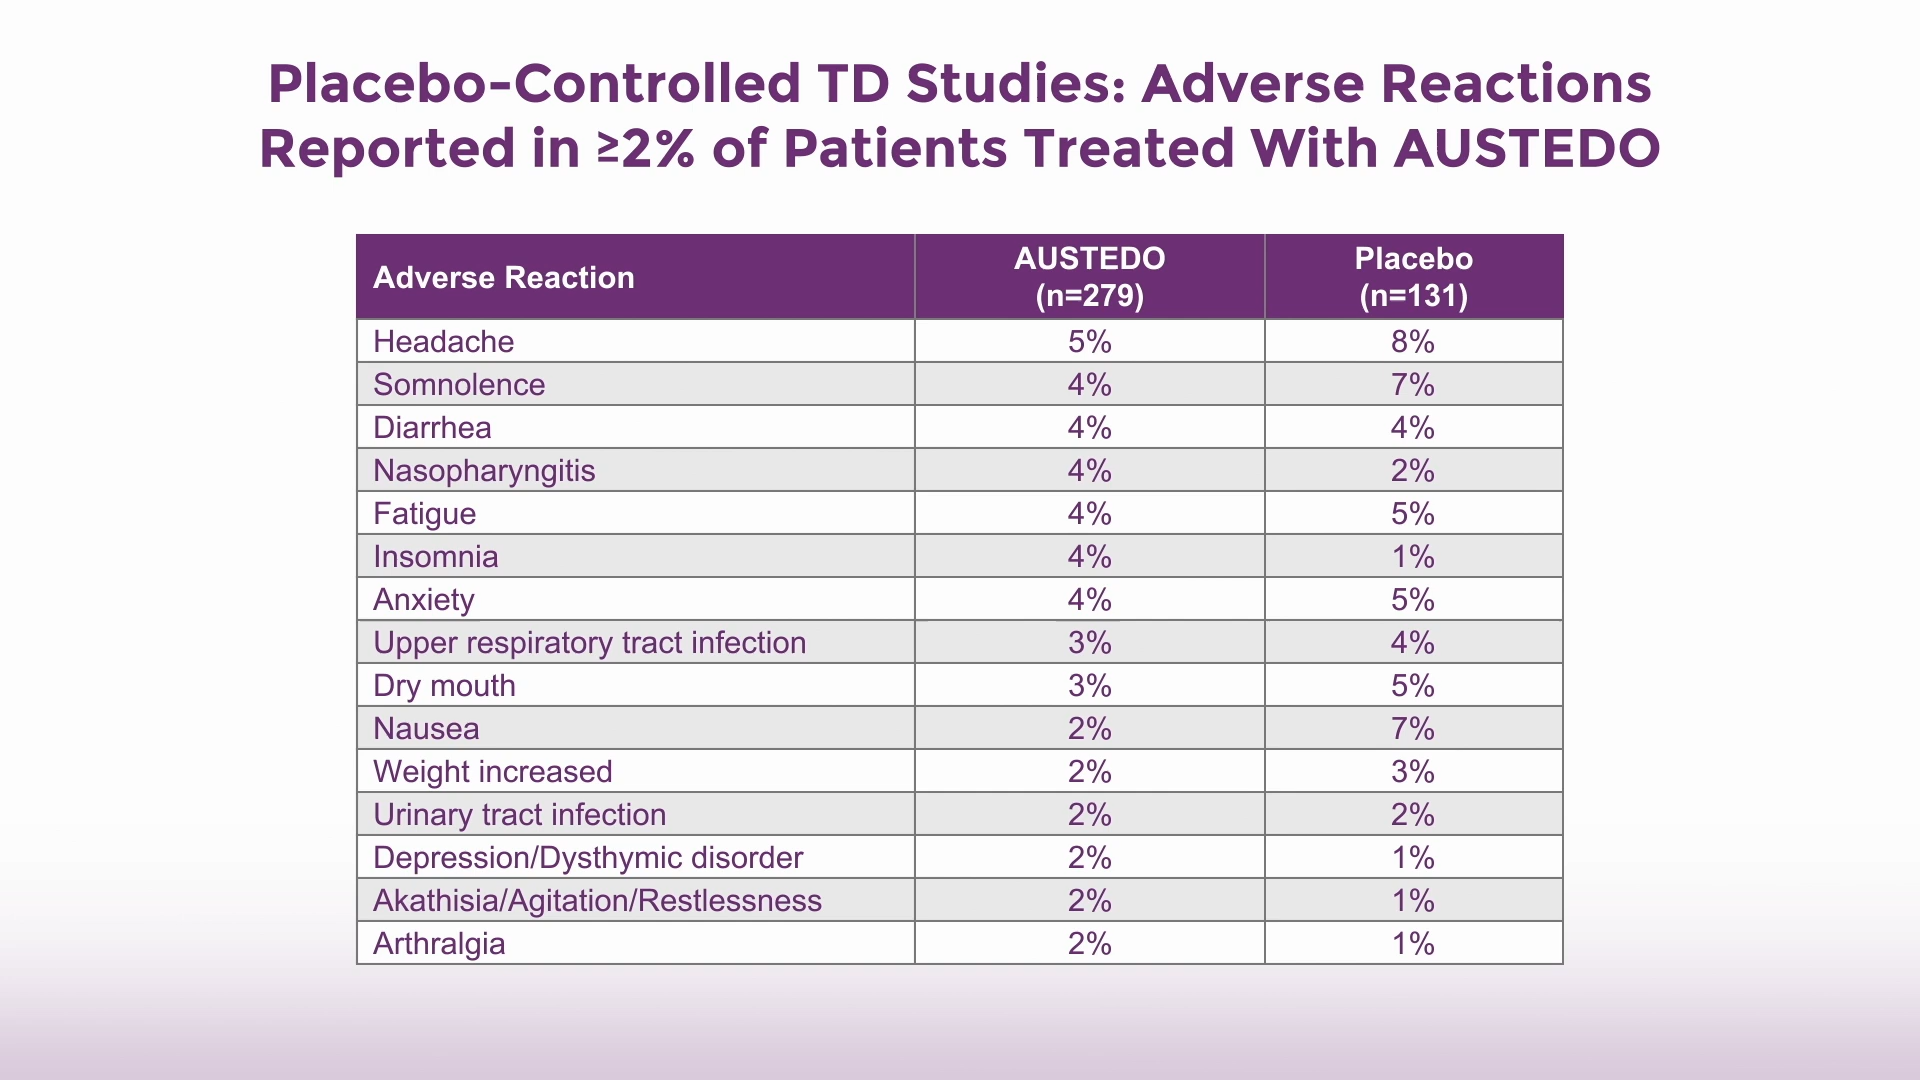 Placebo-Controlled TD Studies: Adverse Reactions
Reported in ≥2% of Patients Treated With AUSTEDO
Adverse Reaction AUSTEDO (n=279) Placebo (n=131)
Headache 5% 8%
Somnolence 4% 7%
Diarrhea 4% 4%
Nasopharyngitis 4% 2%
Fatigue 4% 5%
Insomnia 4% 1%
Anxiety 4% 5%
Upper respiratory tract infection 3% 4%
Dry mouth 3% 5%
Nausea 2% 7%
Weight increased 2% 3%
Urinary tract infection 2% 2%
Depression/Dysthymic disorder 2% 1%
Akathisia/Agitation/Restlessness 2% 1%
Arthralgia 2% 1%